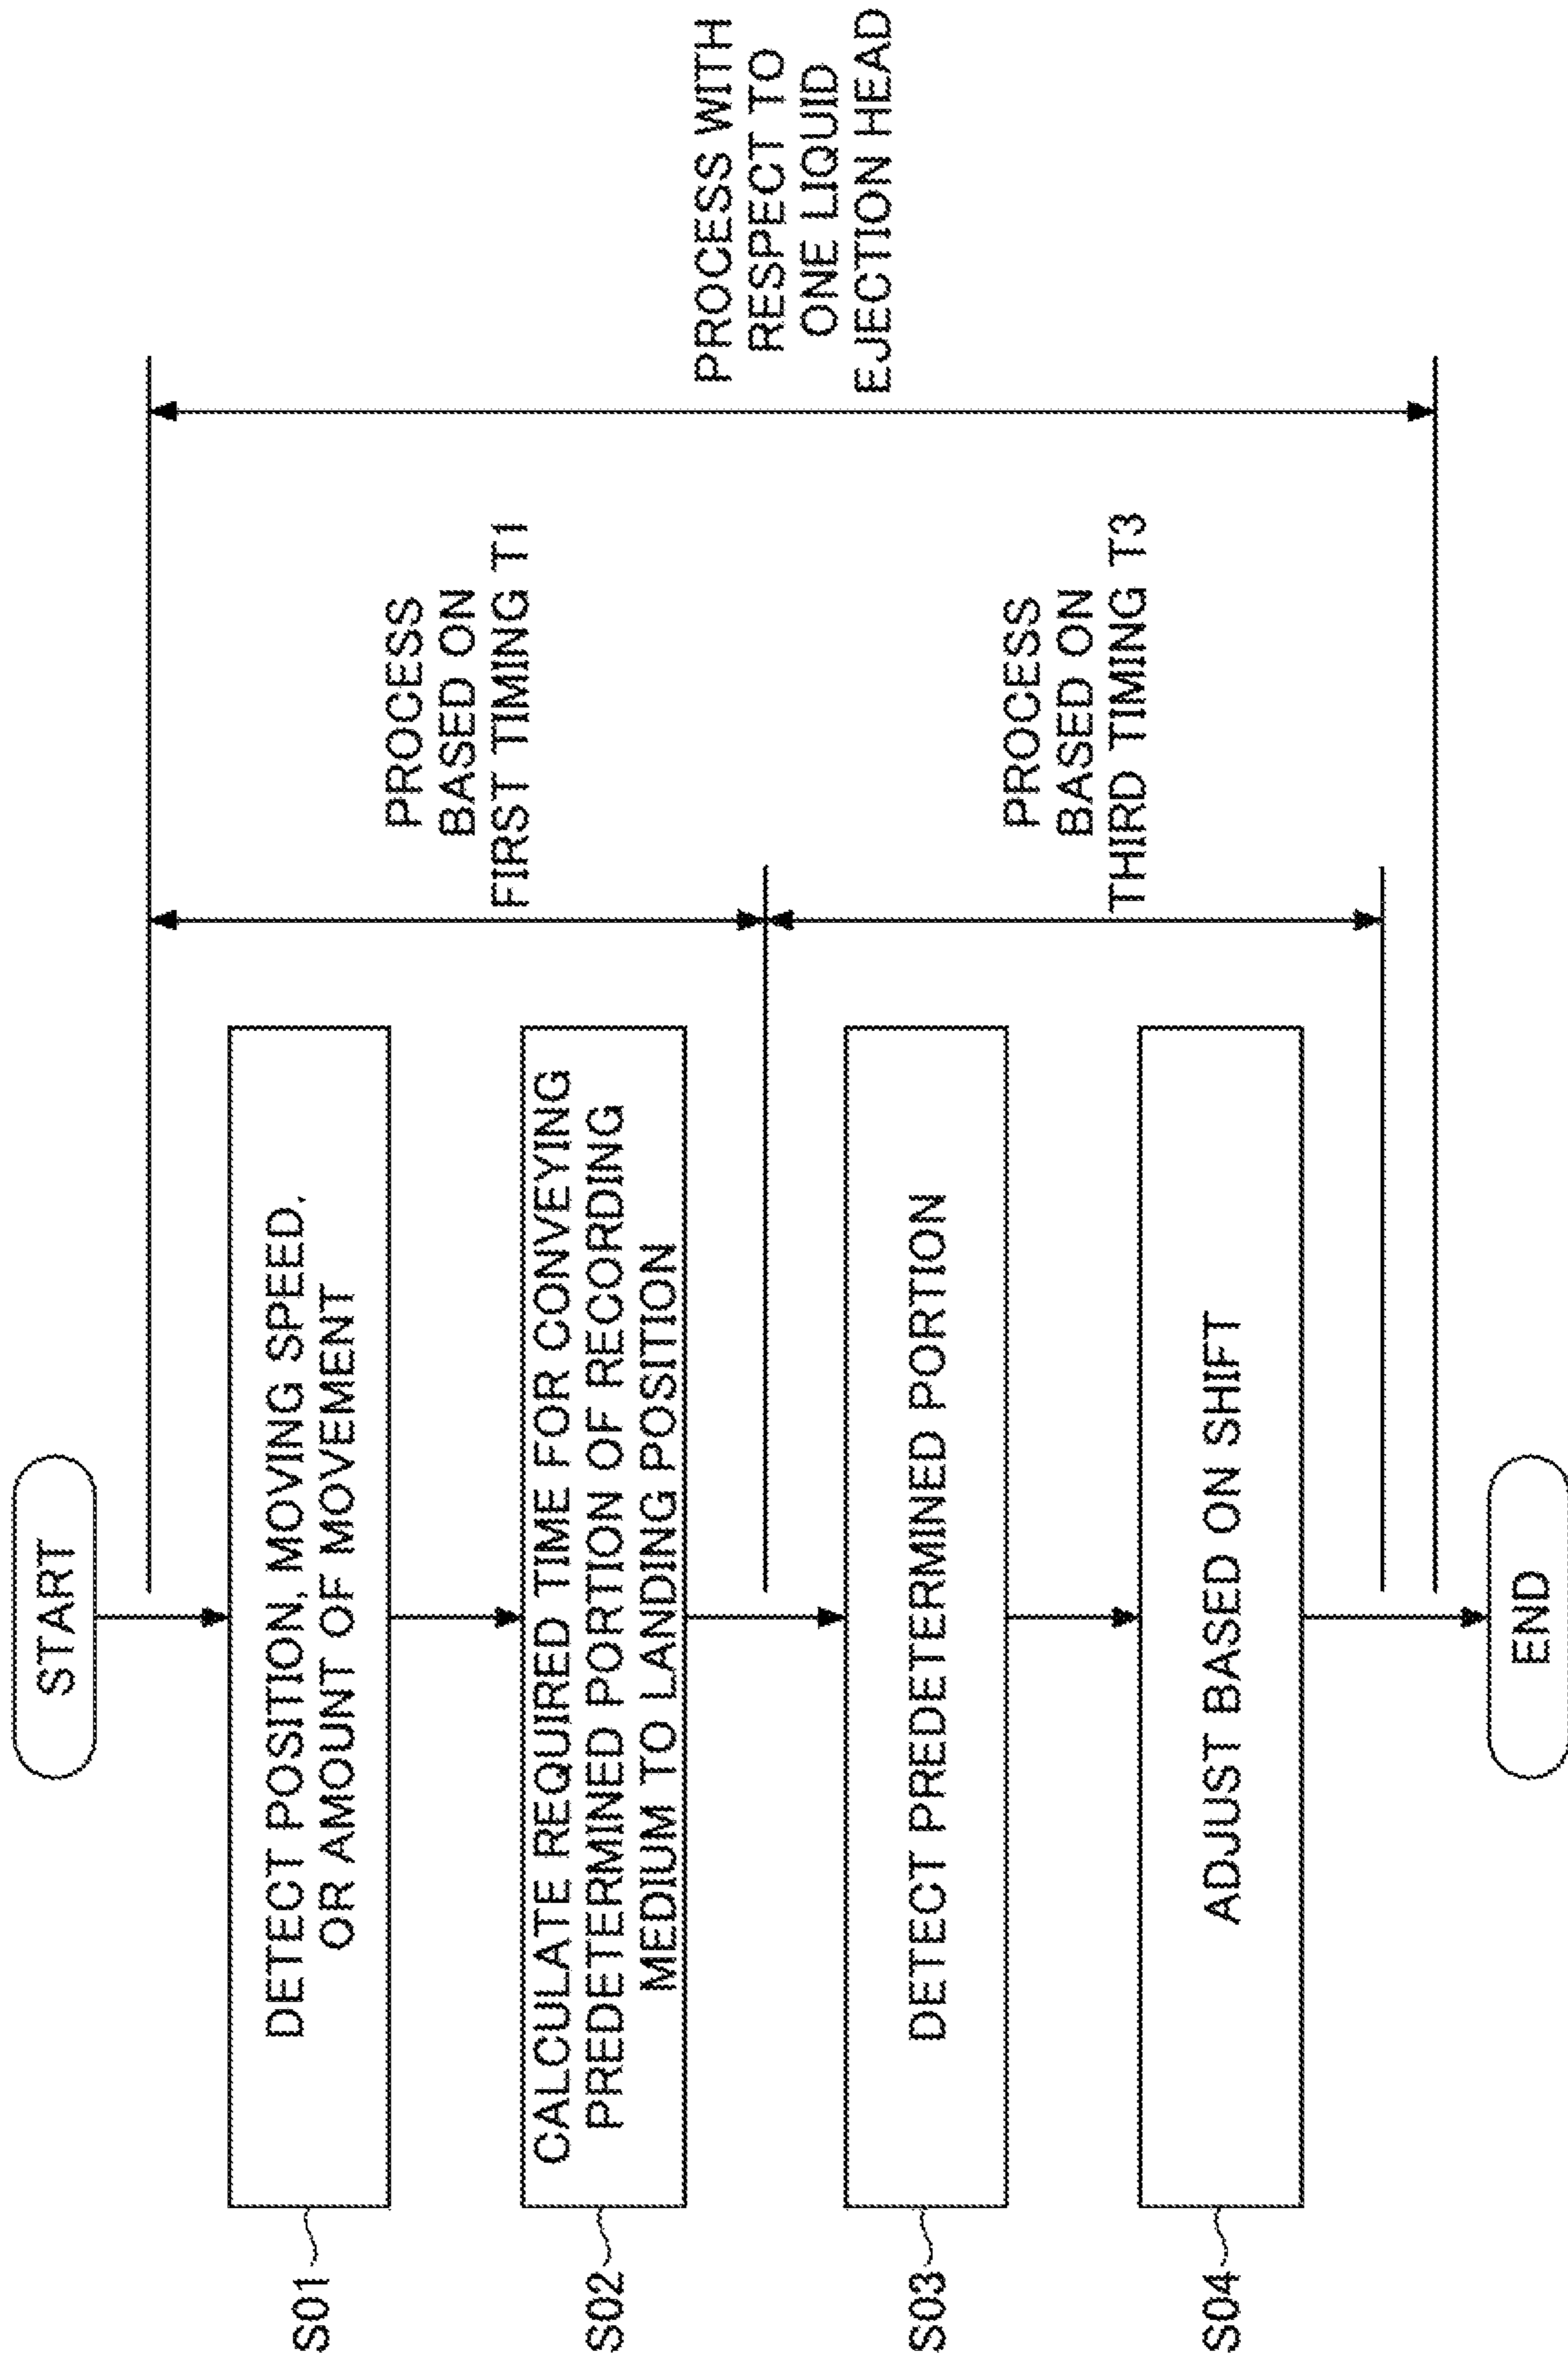 START
S01
DETECT POSITION, MOVING SPEED,
OR AMOUNT OF MOVEMENT
S02
CALCULATE REQUIRED TIME FOR CONVEYING
PREDETERMINED PORTION OF RECORDING
MEDIUM TO LANDING POSITION
S03
DETECT PREDETERMINED PORTION
S04
ADJUST BASED ON SHIFT
END
PROCESS
BASED ON
FIRST TIMING T1
PROCESS
BASED ON
THIRD TIMING T3
PROCESS WITH
RESPECT TO
ONE LIQUID
EJECTION HEAD